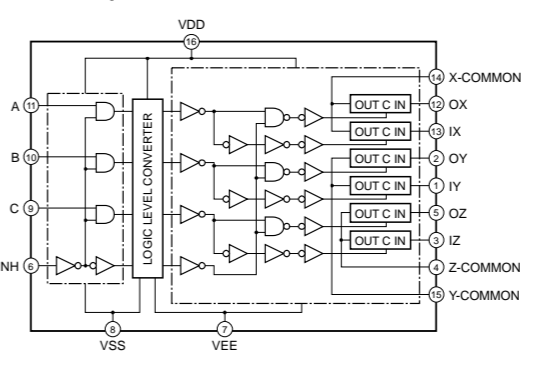 VDD
16
14 X-COMMON
A 11
OUT C IN 12 OX
OUT C IN 13 IX
B 10
OUT C IN 2 OY
OUT C IN 1 IY
C 9
OUT C IN 5 OZ
OUT C IN 3 IZ
NH 6
4 Z-COMMON
15 Y-COMMON
LOGIC LEVEL CONVERTER
8
7
VSS
VEE